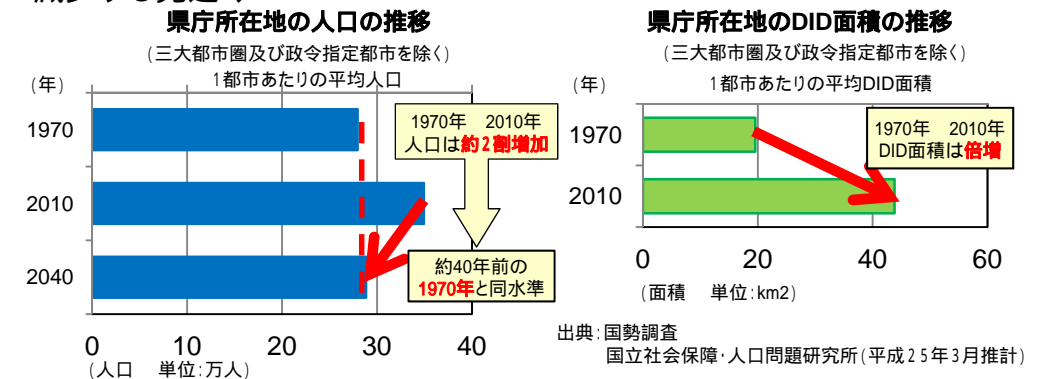 県庁所在地の人口の推移
(三大都市圏及び政令指定都市を除く)
1都市あたりの平均人口
(年)
1970
2010
2040
1970年 2010年
人口は約2割増加
約40年前の
1970年と同水準
0 10 20 30 40
(人口 単位:万人)
県庁所在地のDID面積の推移
(三大都市圏及び政令指定都市を除く)
1都市あたりの平均DID面積
(年)
1970
2010
1970年 2010年
DID面積は倍増
0 20 40 60
(面積 単位:km2)
出典:国勢調査
国立社会保障・人口問題研究所(平成25年3月推計)